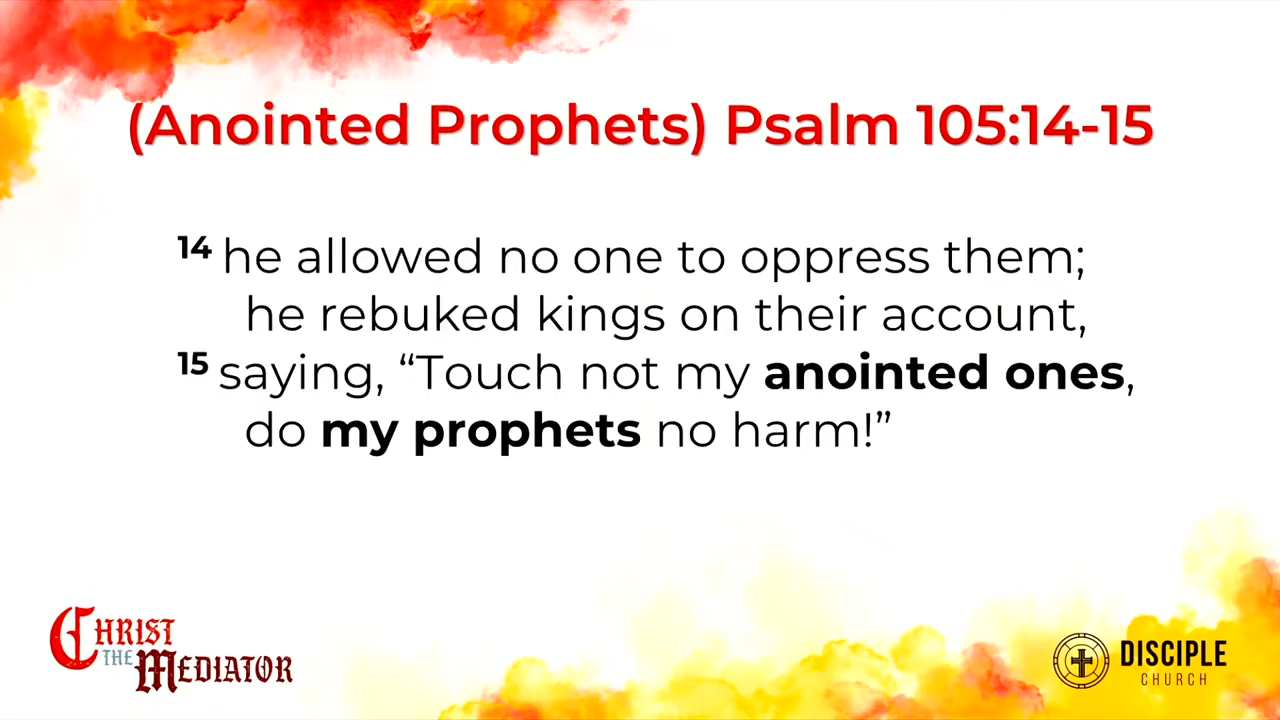 (Anointed Prophets) Psalm 105:14-15
14 he allowed no one to oppress them;
he rebuked kings on their account,
15 saying, “Touch not my anointed ones,
do my prophets no harm!”
CHRIST
THE MEDIATOR
DISCIPLE
CHURCH